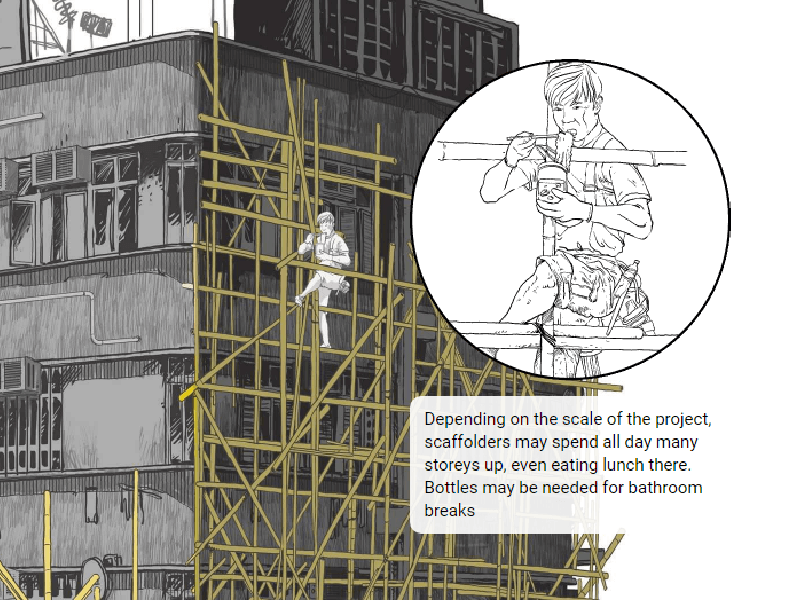 Depending on the scale of the project,
scaffolders may spend all day many
storeys up, even eating lunch there.
Bottles may be needed for bathroom
breaks